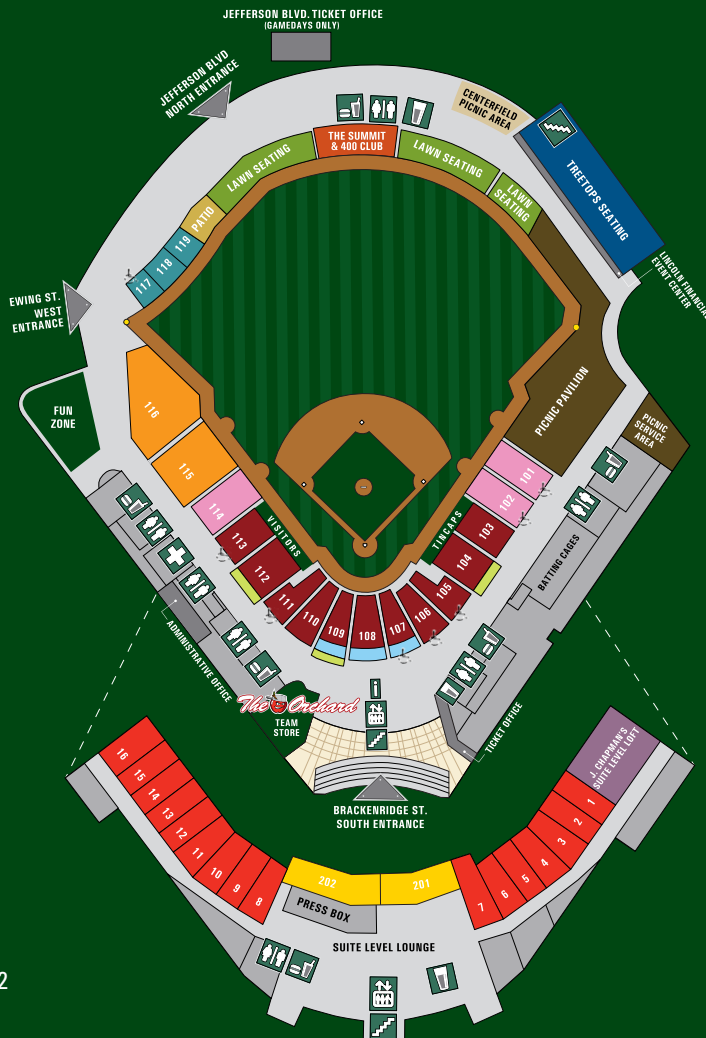 JEFFERSON BLVD. TICKET OFFICE
(GAMEDAYS ONLY)
JEFFERSON BLVD
NORTH ENTRANCE
CENTERFIELD
PICNIC AREA
THE SUMMIT
& 400 CLUB
LAWN SEATING
LAWN SEATING
LAWN
SEATING
TREETOPS SEATING
PATIO
119
118
117
LINCOLN FINANCIAL
EVENT CENTER
EWING ST.
WEST
ENTRANCE
FUN
ZONE
116
115
114
113
112
111
110
109
108
107
106
105
104
103
102
101
VISITORS
TINCAPS
PICNIC PAVILION
PICNIC
SERVICE
AREA
BATTING CAGES
ADMINISTRATIVE OFFICE
The Orchard
TEAM
STORE
i
TICKET OFFICE
BRACKENRIDGE ST.
SOUTH ENTRANCE
J. CHAPMAN'S
SUITE LEVEL LOFT
16
15
14
13
12
11
10
9
8
202
201
7
6
5
4
3
2
1
PRESS BOX
SUITE LEVEL LOUNGE
2